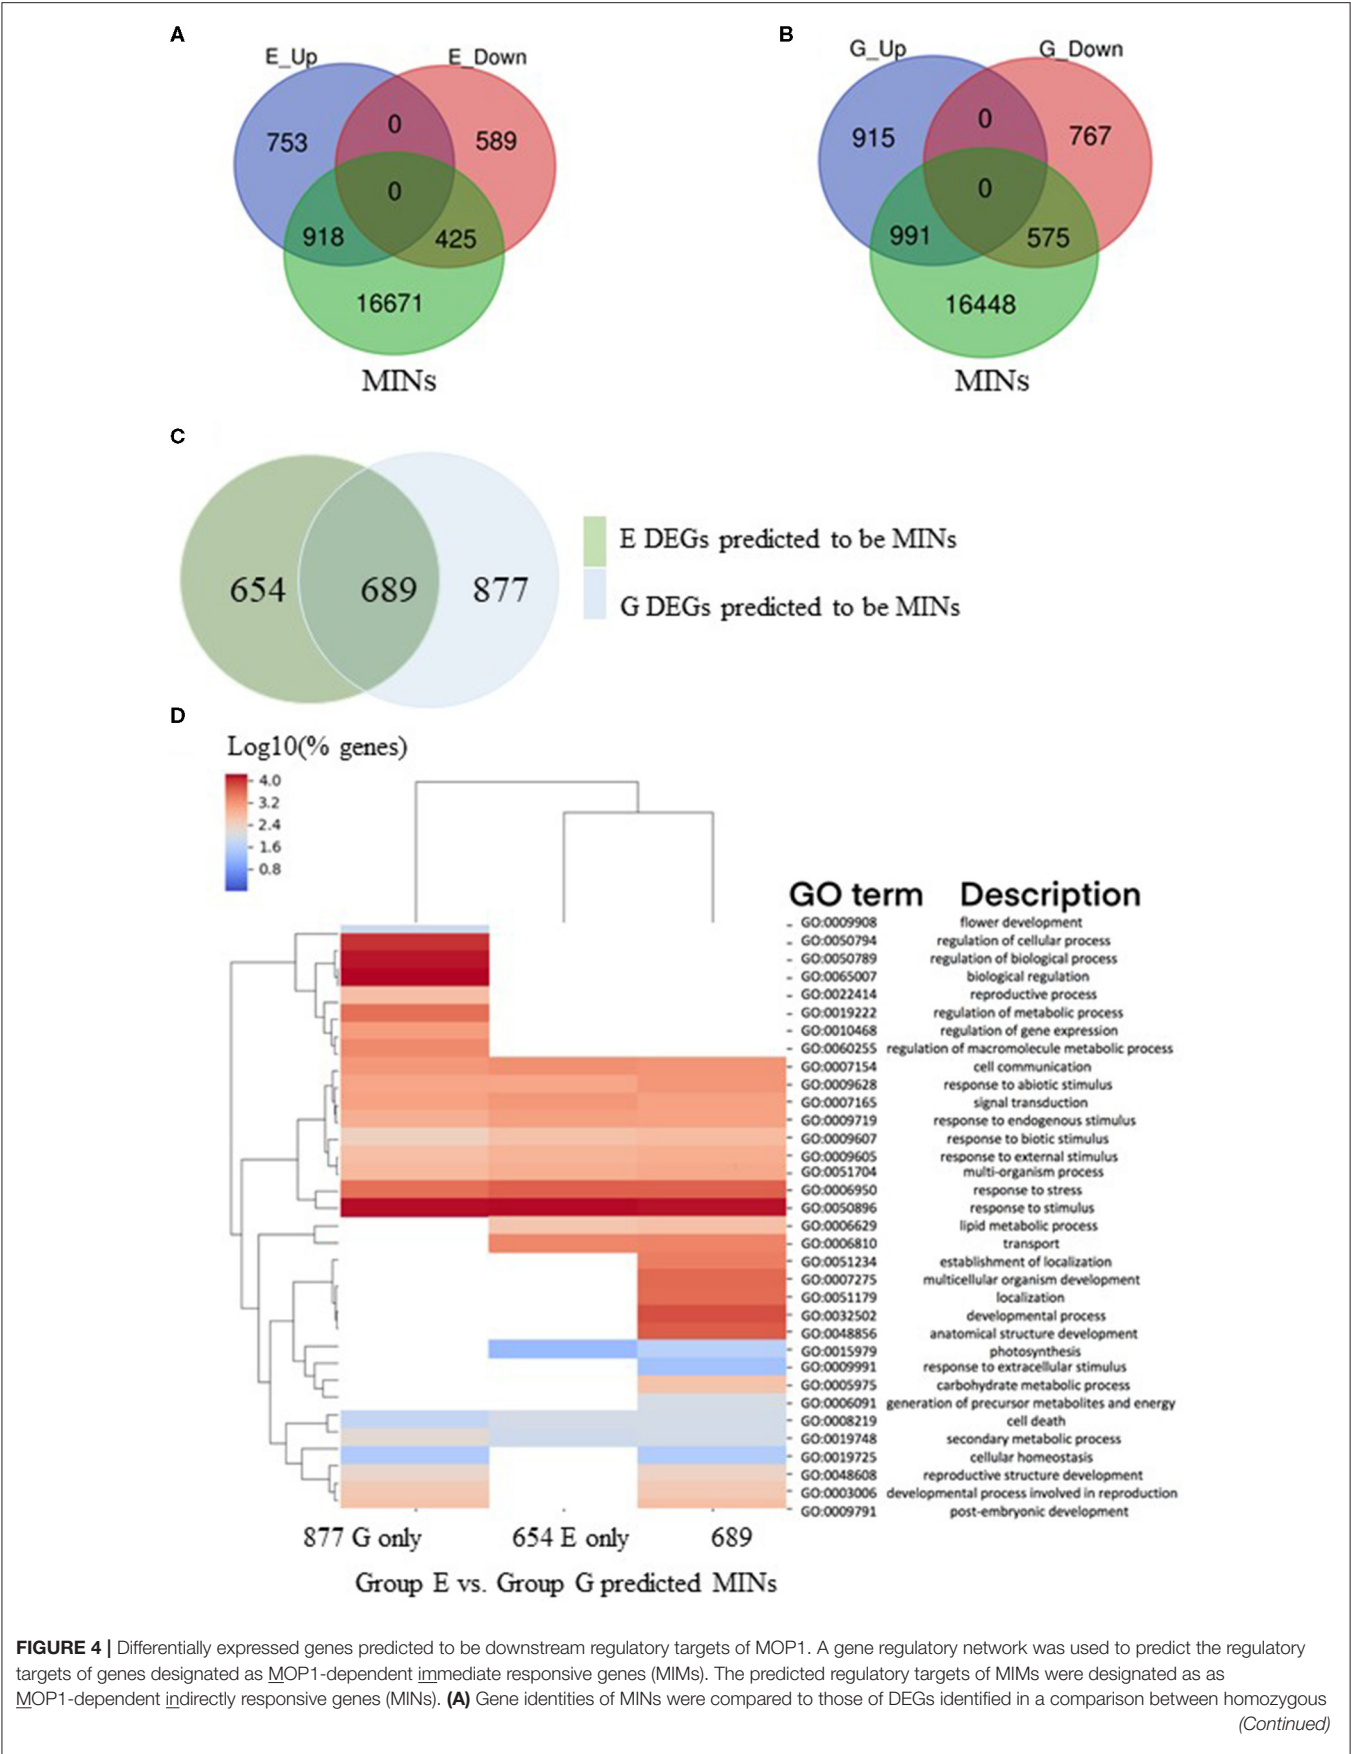 A
E_Up
E_Down
753
0
589
0
918
425
16671
MINs
B
G_Up
G_Down
915
0
767
0
991
575
16448
MINs
C
654
689
877
E DEGs predicted to be MINs
G DEGs predicted to be MINs
D
Log10(% genes)
4.0
3.2
2.4
1.6
0.8
GO term Description
GO:0009908 flower development
GO:0050794 regulation of cellular process
GO:0050789 regulation of biological process
GO:0065007 biological regulation
GO:0022414 reproductive process
GO:0019222 regulation of metabolic process
GO:0010468 regulation of gene expression
GO:0060255 regulation of macromolecule metabolic process
GO:0007154 cell communication
GO:0009628 response to abiotic stimulus
GO:0007165 signal transduction
GO:0009719 response to endogenous stimulus
GO:0009607 response to biotic stimulus
GO:0009605 response to external stimulus
GO:0051704 multi-organism process
GO:0006950 response to stress
GO:0050896 response to stimulus
GO:0006629 lipid metabolic process
GO:0006810 transport
GO:0051234 establishment of localization
GO:0007275 multicellular organism development
GO:0051179 localization
GO:0032502 developmental process
GO:0048856 anatomical structure development
GO:0015979 photosynthesis
GO:0009991 response to extracellular stimulus
GO:0005975 carbohydrate metabolic process
GO:0006091 generation of precursor metabolites and energy
GO:0008219 cell death
GO:0019748 secondary metabolic process
GO:0019725 cellular homeostasis
GO:0048608 reproductive structure development
GO:0003006 developmental process involved in reproduction
GO:0009791 post-embryonic development
877 G only 654 E only 689
Group E vs. Group G predicted MINs
FIGURE 4 | Differentially expressed genes predicted to be downstream regulatory targets of MOP1. A gene regulatory network was used to predict the regulatory
targets of genes designated as MOP1-dependent immediate responsive genes (MIMs). The predicted regulatory targets of MIMs were designated as as
MOP1-dependent indirectly responsive genes (MINs). (A) Gene identities of MINs were compared to those of DEGs identified in a comparison between homozygous
(Continued)